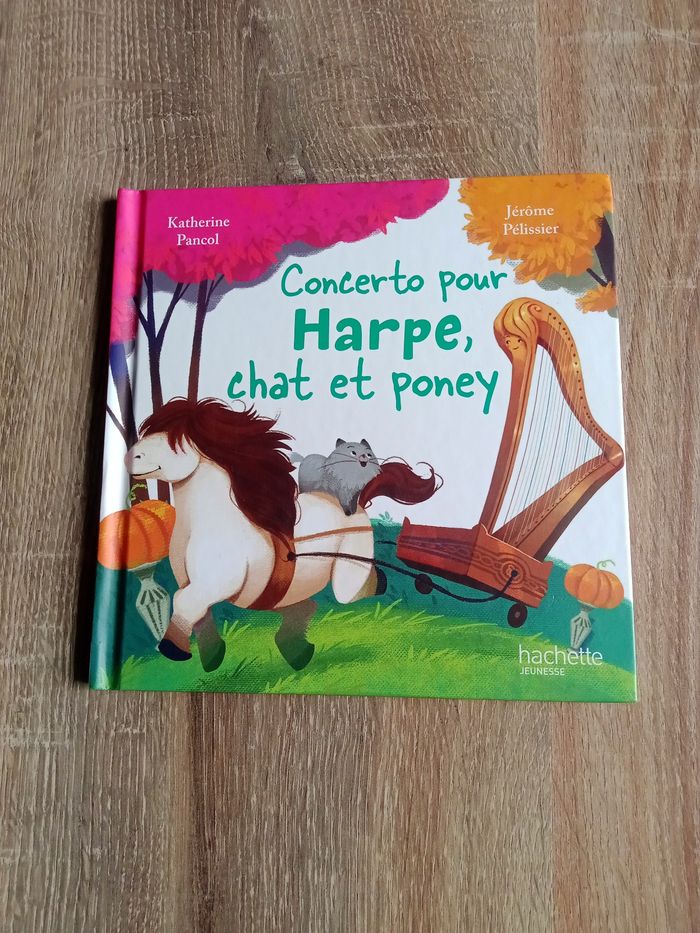 Katherine
Pancol
Jérôme
Pélissier
Concerto pour
Harpe,
chat et poney
hachette
JEUNESSE